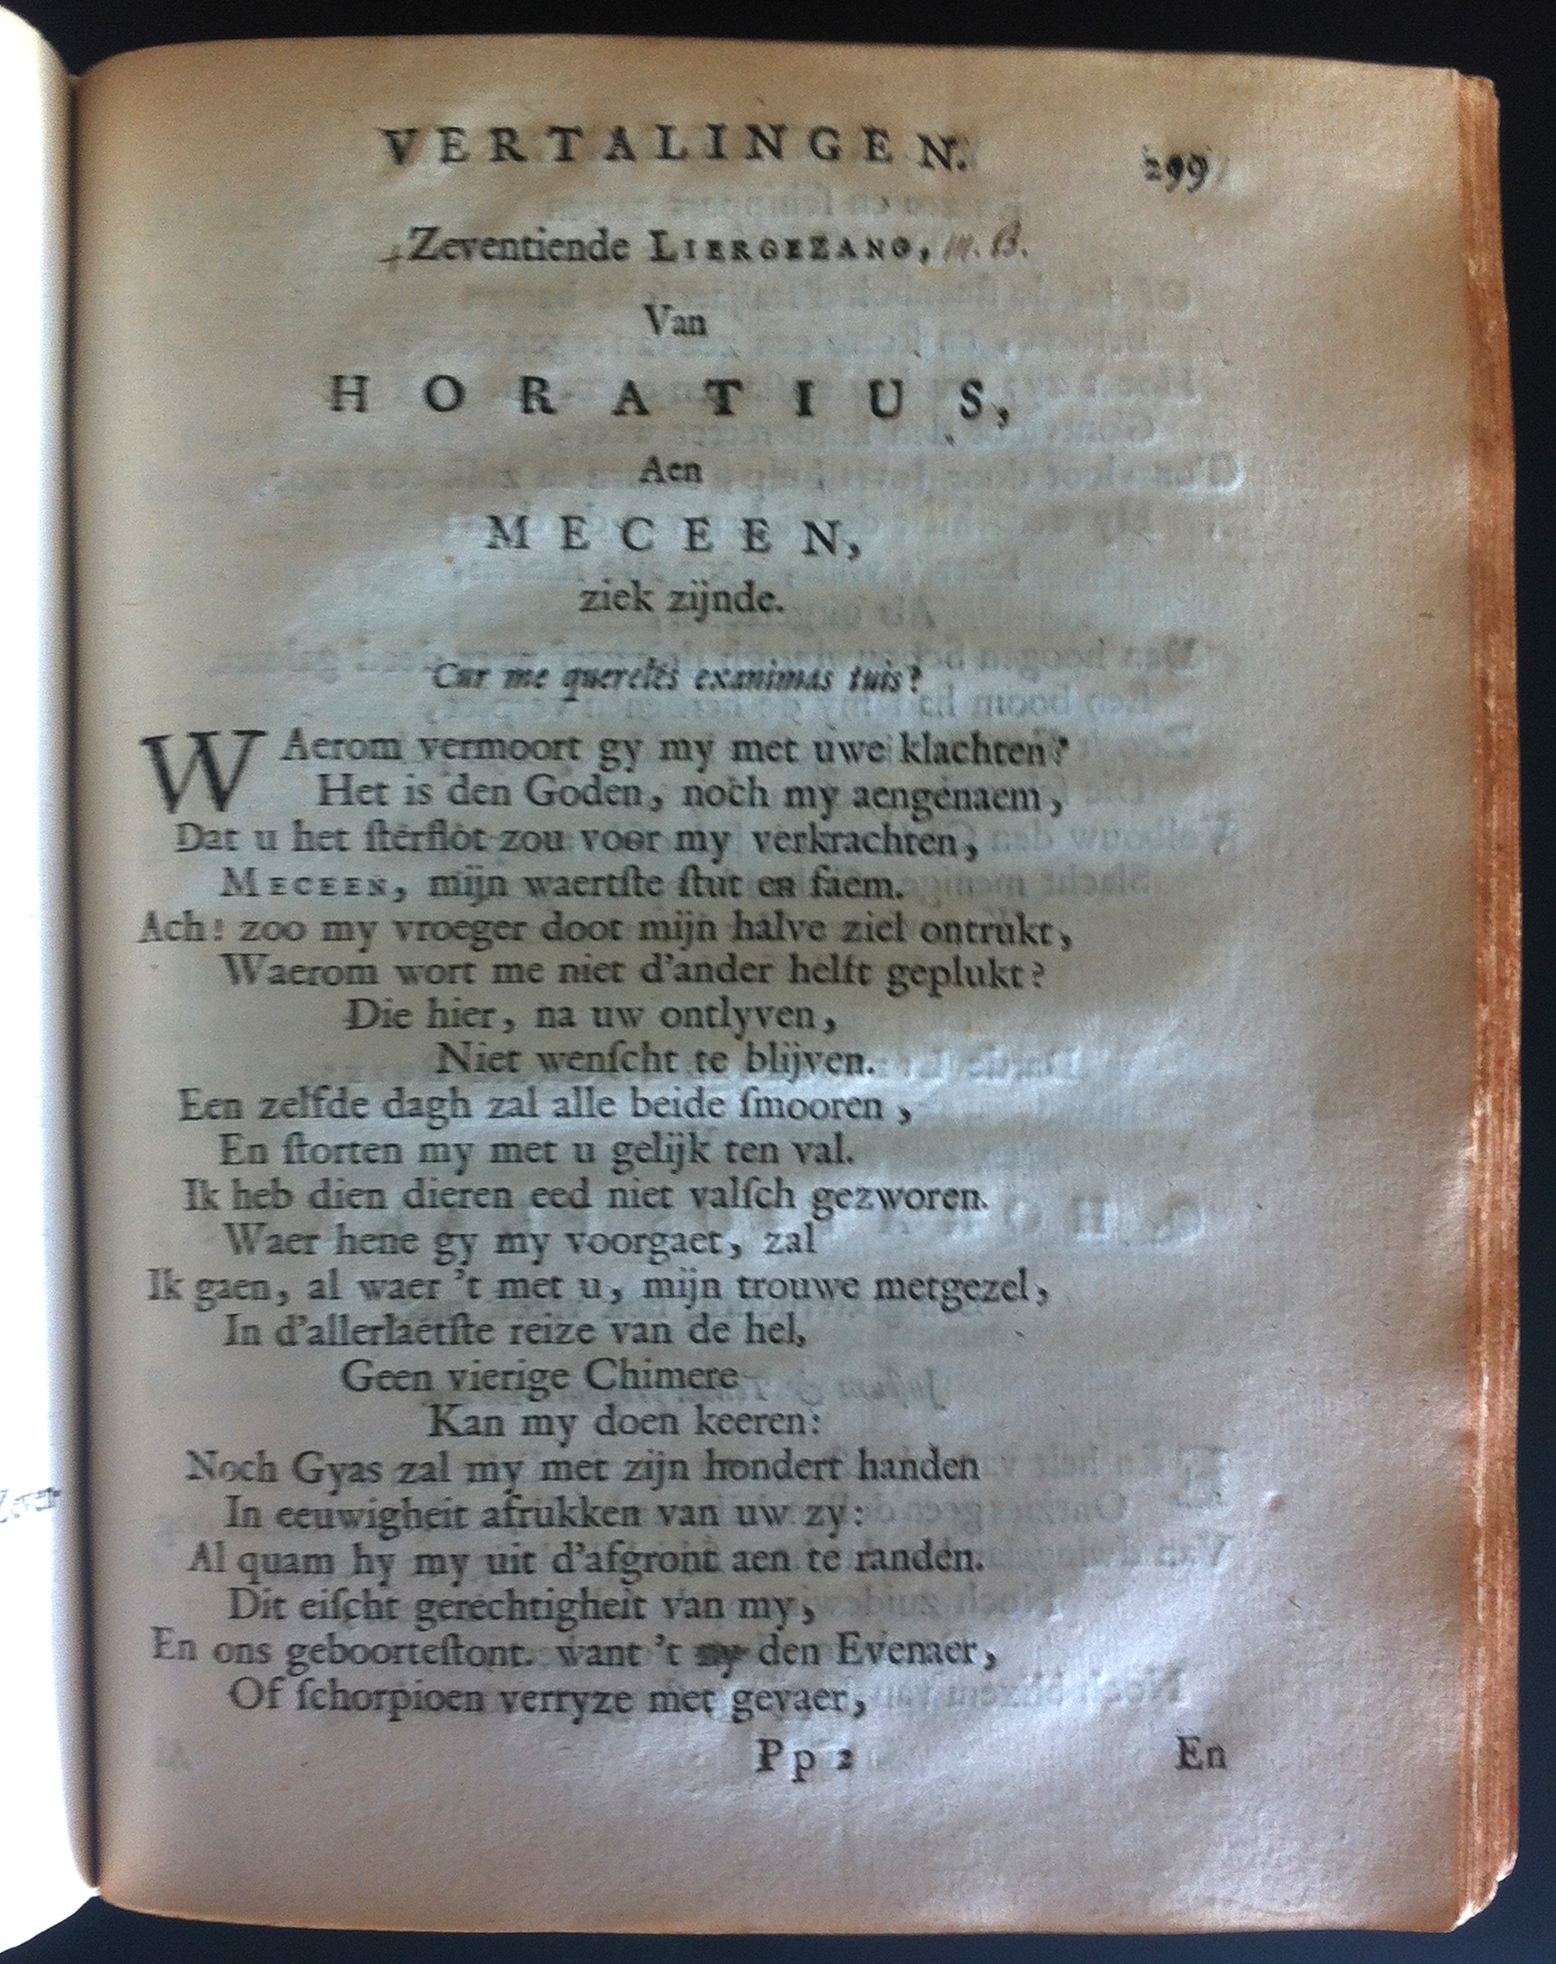 VERTALINGEN. 299
Zeventiende LIERGEZANG,
Van
HORATIUS,
Aen
MECEEN,
ziek zijnde.
Cur me querelis exanimas tuis?
WAerom vermoort gy my met uwe klachten?
Het is den Goden, noch my aengenaem,
Dat u het sterflot zou voor my verkrachten,
MECEEN, mijn waertste stut en faem.
Ach! zoo my vroeger doot mijn halve ziel ontrukt,
Waerom wort me niet d'ander helft geplukt?
Die hier, na uw ontlyven,
Niet wenscht te blijven.
Een zelfde dagh zal alle beide smooren,
En storten my met u gelijk ten val.
Ik heb dien dieren eed niet valsch gezworen.
Waer hene gy my voorgaet, zal
Ik gaen, al waer 't met u, mijn trouwe metgezel,
In d'allerlaetste reize van de hel,
Geen vierige Chimere
Kan my doen keeren:
Noch Gyas zal my met zijn hondert handen
In eeuwigheit afrukken van uw zy:
Al quam hy my uit d'afgront aen te randen.
Dit eischt gerechtigheit van my,
En ons geboortestont. want 't zy den Evenaer,
Of schorpioen verryze met gevaer,
Pp 2 En